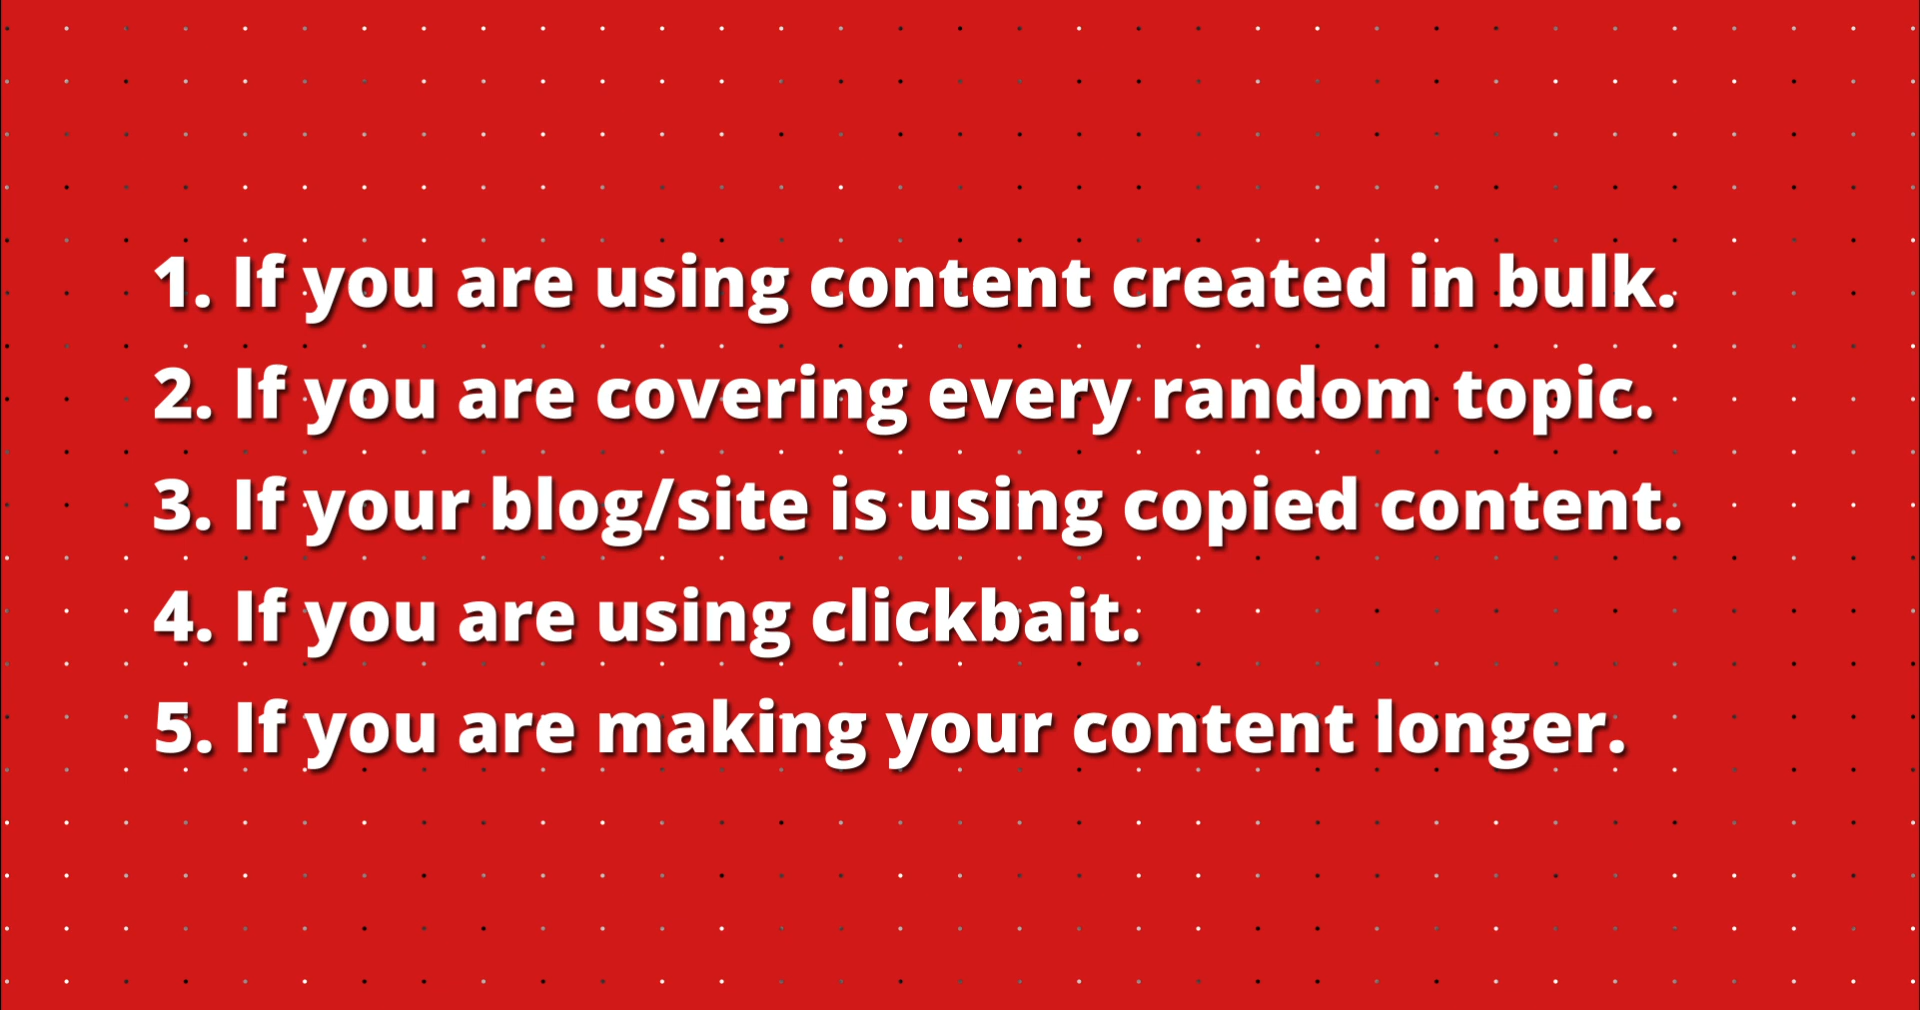 1. If you are using content created in bulk.
2. If you are covering every random topic.
3. If your blog/site is using copied content.
4. If you are using clickbait.
5. If you are making your content longer.